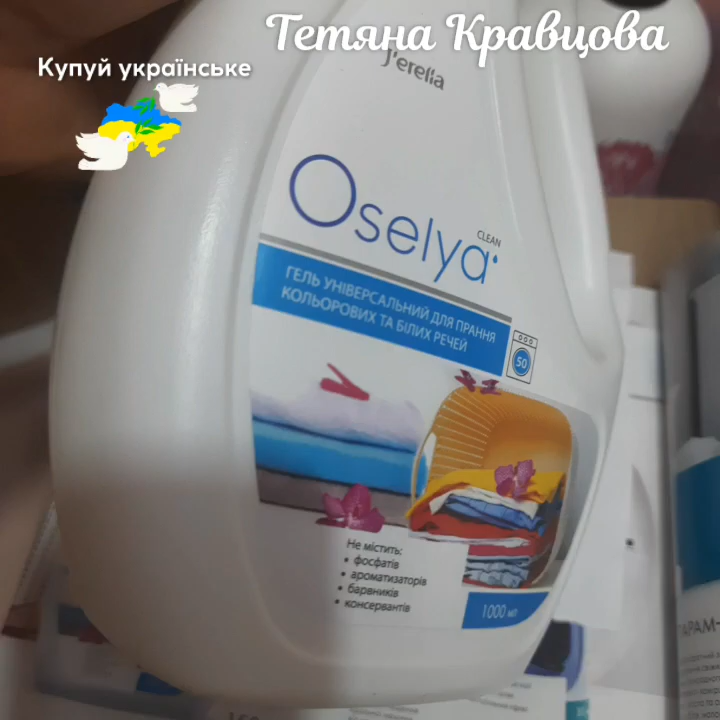 Тетяна Кравцова
Купуй українське
J'erelia
Oselya
CLEAN
ГЕЛЬ УНІВЕРСАЛЬНИЙ ДЛЯ ПРАННЯ
КОЛЬОРОВИХ ТА БІЛИХ РЕЧЕЙ
50
Не містить:
• фосфатів
• ароматизаторів
• барвників
• консервантів
1000 мл